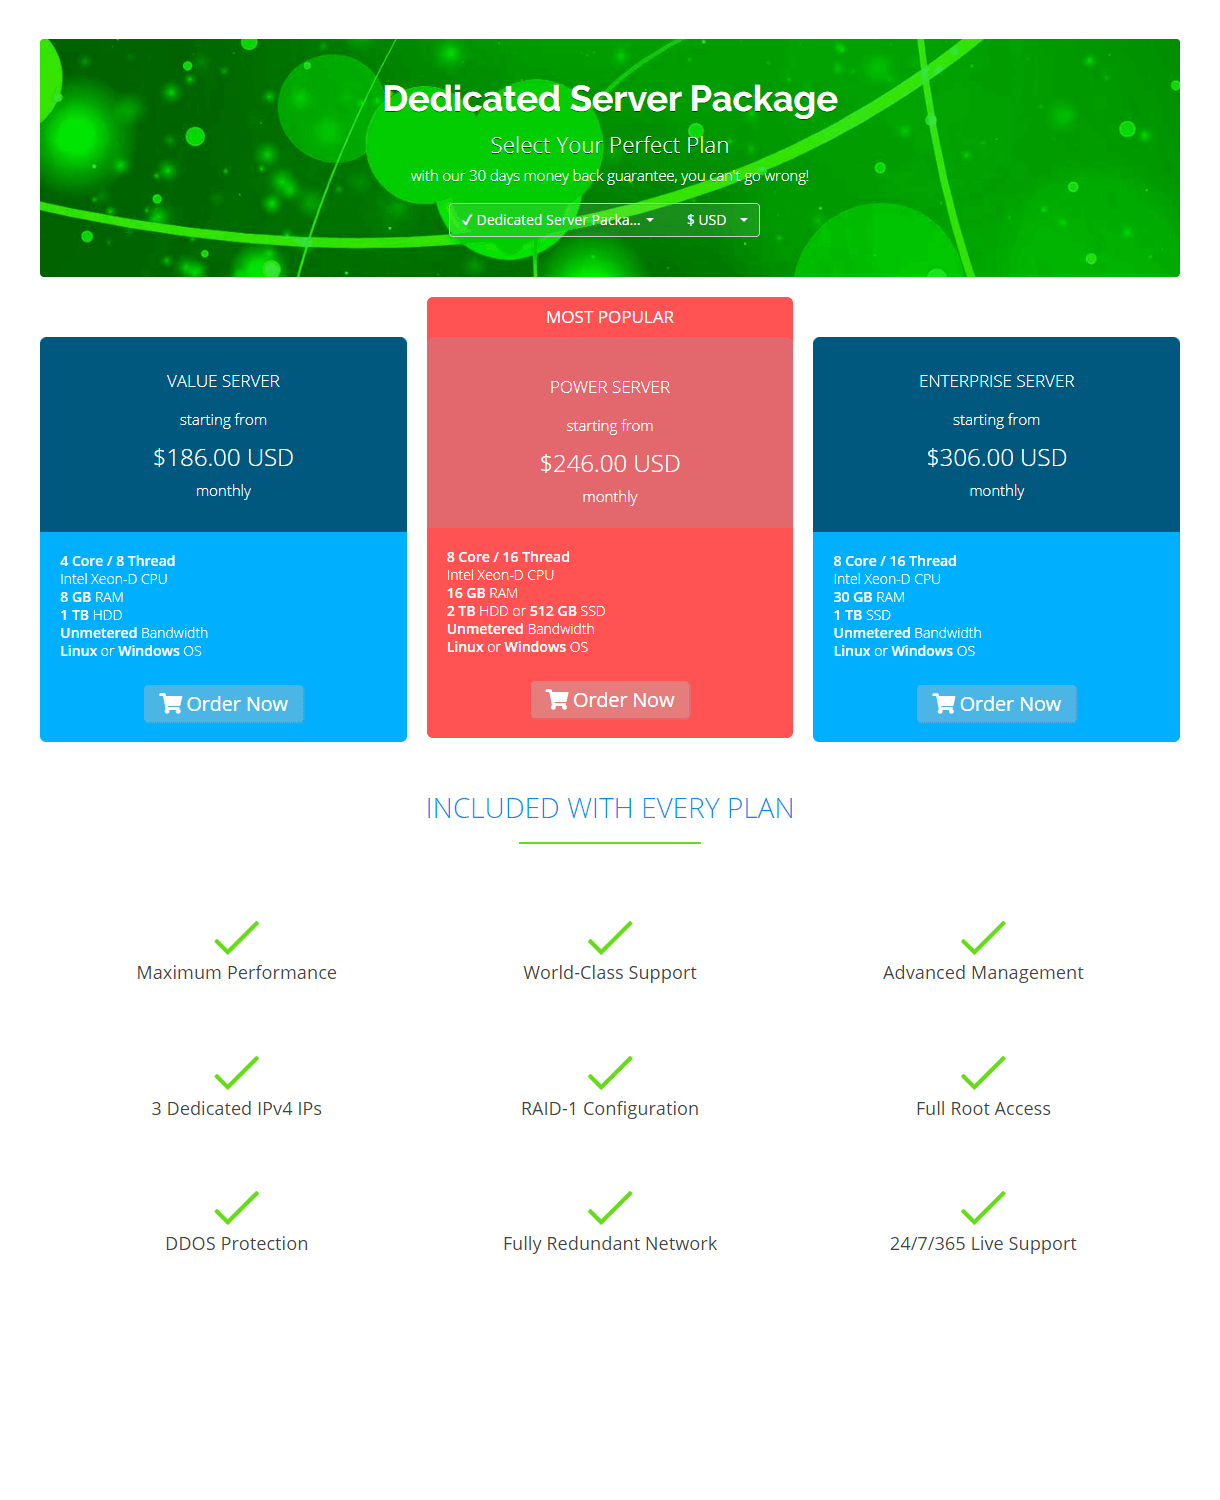 Dedicated Server Package
Select Your Perfect Plan
with our 30 days money back guarantee, you can't go wrong!
✓ Dedicated Server Packa... $ USD
VALUE SERVER
starting from
$186.00 USD
monthly
4 Core / 8 Thread
Intel Xeon-D CPU
8 GB RAM
1 TB HDD
Unmetered Bandwidth
Linux or Windows OS
Order Now
MOST POPULAR
POWER SERVER
starting from
$246.00 USD
monthly
8 Core / 16 Thread
Intel Xeon-D CPU
16 GB RAM
2 TB HDD or 512 GB SSD
Unmetered Bandwidth
Linux or Windows OS
Order Now
ENTERPRISE SERVER
starting from
$306.00 USD
monthly
8 Core / 16 Thread
Intel Xeon-D CPU
30 GB RAM
1 TB SSD
Unmetered Bandwidth
Linux or Windows OS
Order Now
INCLUDED WITH EVERY PLAN
Maximum Performance
World-Class Support
Advanced Management
3 Dedicated IPv4 IPs
RAID-1 Configuration
Full Root Access
DDOS Protection
Fully Redundant Network
24/7/365 Live Support